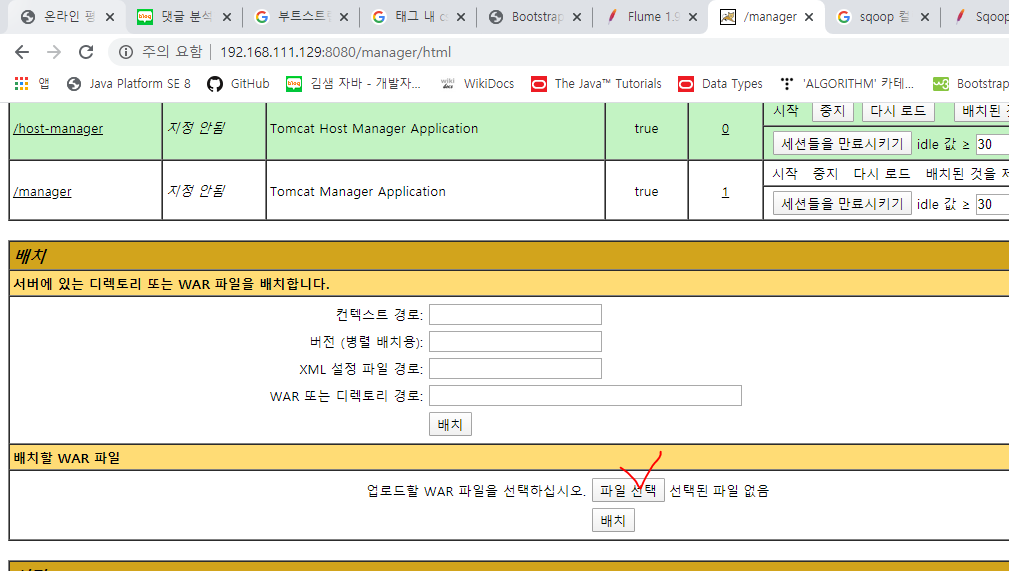 온라인 평
댓글 분석
부트스트랩
태그 내 cs
Bootstrap
Flume 1.9
/manager
sqoop 컬
Sqoop
주의 요함 192.168.111.129:8080/manager/html
앱 Java Platform SE 8 GitHub 김샘 자바 - 개발자... WikiDocs The Java™ Tutorials Data Types 'ALGORITHM' 카테... Bootstrap
/host-manager 지정 안됨 Tomcat Host Manager Application true 0
시작 중지 다시 로드 배치된 것
세션들을 만료시키기 idle 값 ≥ 30
/manager 지정 안됨 Tomcat Manager Application true 1
시작 중지 다시 로드 배치된 것을 제
세션들을 만료시키기 idle 값 ≥ 30
배치
서버에 있는 디렉토리 또는 WAR 파일을 배치합니다.
컨텍스트 경로:
버전 (병렬 배치용):
XML 설정 파일 경로:
WAR 또는 디렉토리 경로:
배치
배치할 WAR 파일
업로드할 WAR 파일을 선택하십시오. 파일 선택 선택된 파일 없음
배치